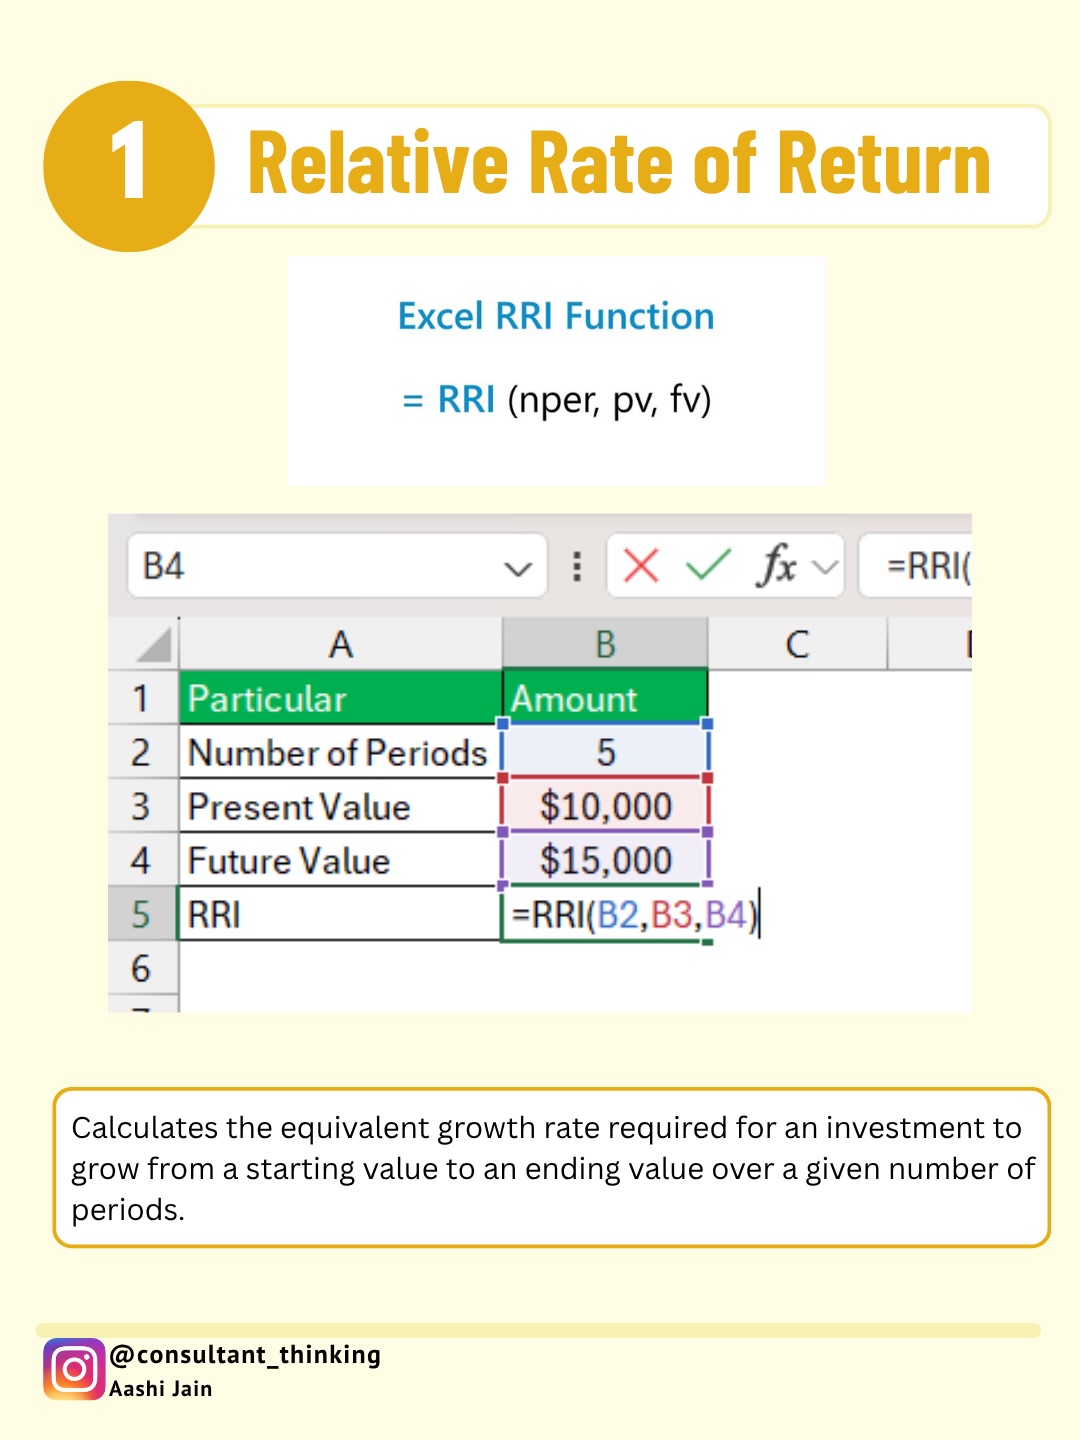 1
Relative Rate of Return
Excel RRI Function
= RRI (nper, pv, fv)
B4 fx =RRI(
A B C
1 Particular Amount
2 Number of Periods 5
3 Present Value $10,000
4 Future Value $15,000
5 RRI =RRI(B2,B3,B4)
6
Calculates the equivalent growth rate required for an investment to
grow from a starting value to an ending value over a given number of
periods.
@consultant_thinking
Aashi Jain